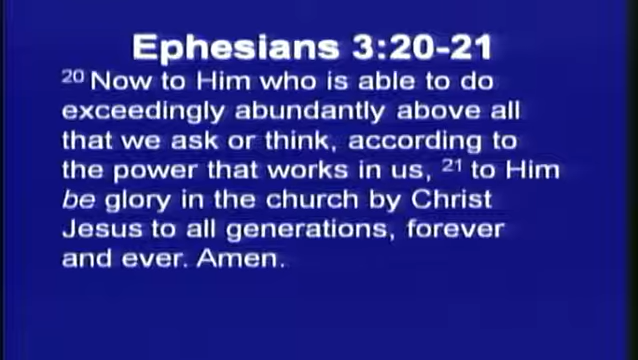 Ephesians 3:20-21
20 Now to Him who is able to do
exceedingly abundantly above all
that we ask or think, according to
the power that works in us, 21 to Him
be glory in the church by Christ
Jesus to all generations, forever
and ever. Amen.